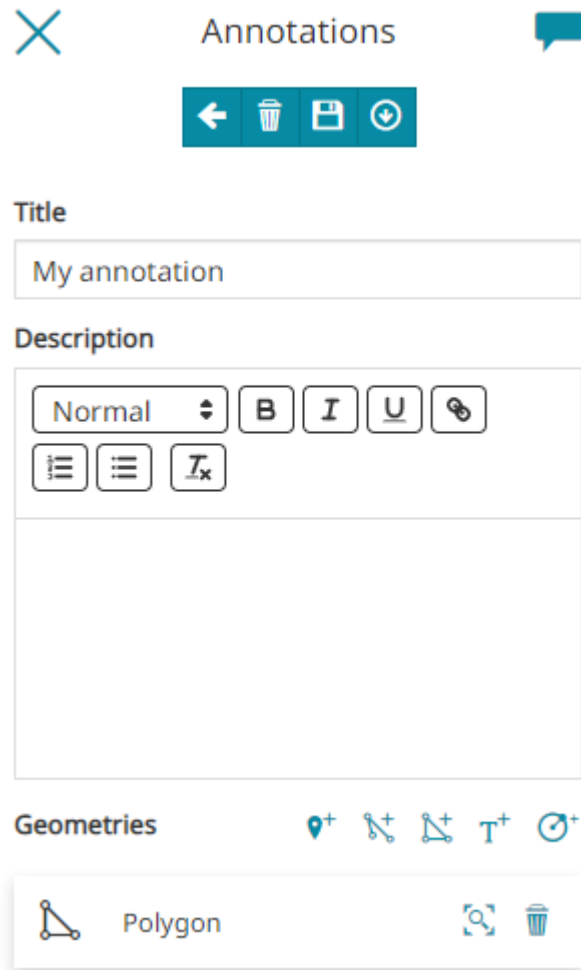 Annotations
Title
My annotation
Description
Normal
B I U
Geometries
T+
Polygon